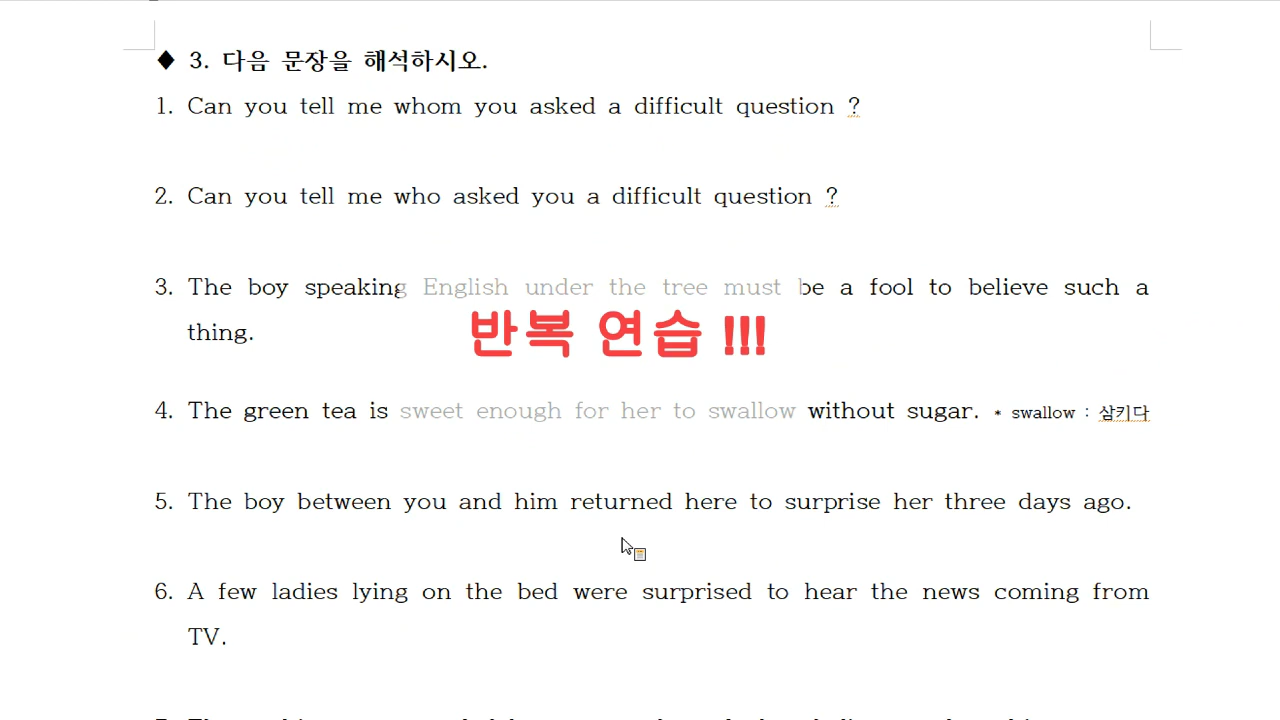 ◆ 3. 다음 문장을 해석하시오.
1. Can you tell me whom you asked a difficult question ?
2. Can you tell me who asked you a difficult question ?
3. The boy speaking English under the tree must be a fool to believe such a
thing.
반복 연습 !!!
4. The green tea is sweet enough for her to swallow without sugar. * swallow : 삼키다
5. The boy between you and him returned here to surprise her three days ago.
6. A few ladies lying on the bed were surprised to hear the news coming from
TV.